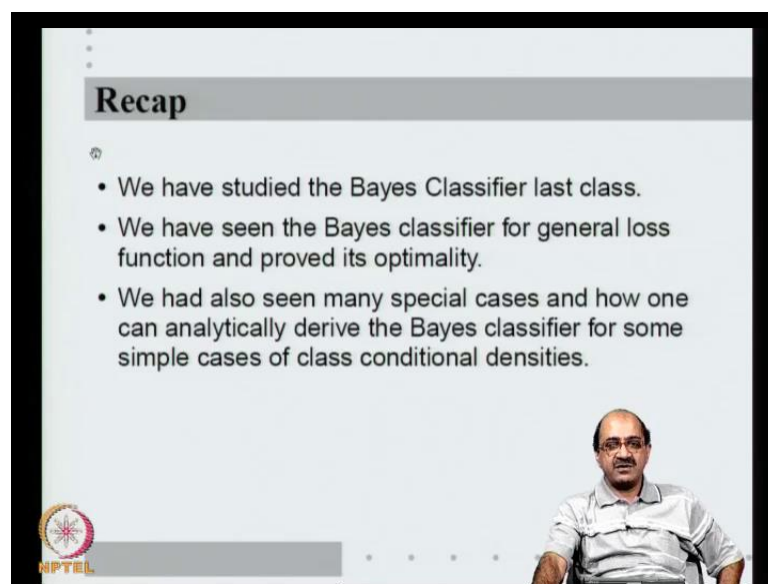 Recap
• We have studied the Bayes Classifier last class.
• We have seen the Bayes classifier for general loss
function and proved its optimality.
• We had also seen many special cases and how one
can analytically derive the Bayes classifier for some
simple cases of class conditional densities.
NPTEL